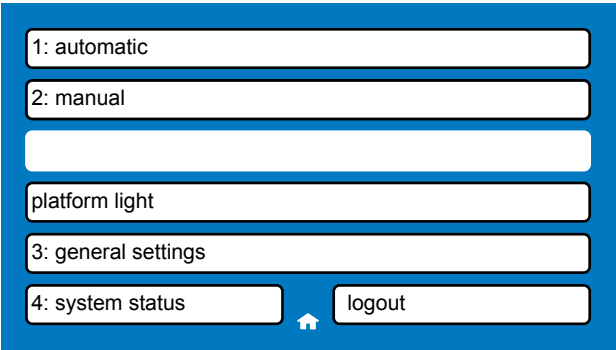 1: automatic
2: manual
platform light
3: general settings
4: system status
logout